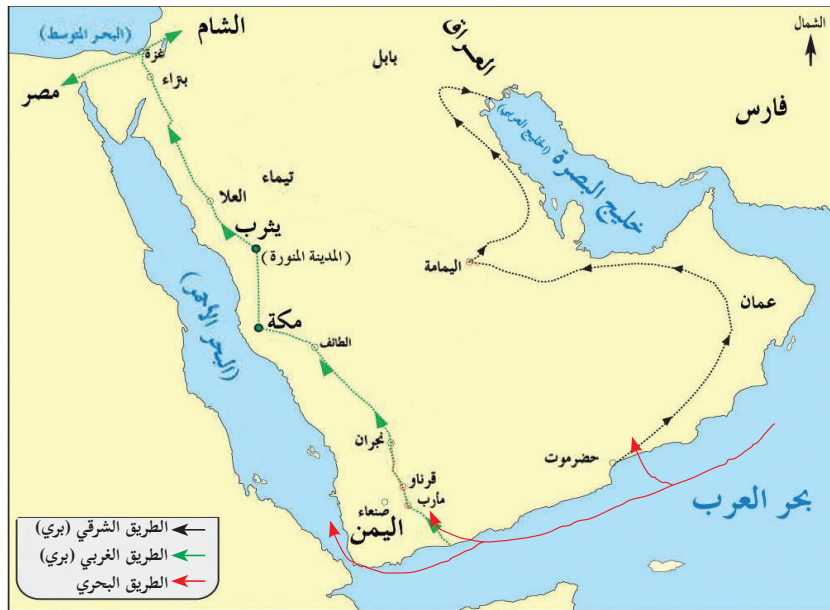 الشمال
الشام
(البحر المتوسط)
غزة
بتراء
مصر
بابل
العراق
فارس
خليج البصرة
(الخليج العربي)
تيماء
العلا
يثرب
(المدينة المنورة)
اليمامة
عمان
(البحر الأحمر)
مكة
الطائف
نجران
حضرموت
قرناو
مأرب
صنعاء
اليمن
بحر العرب
الطريق الشرقي (بري)
الطريق الغربي (بري)
الطريق البحري